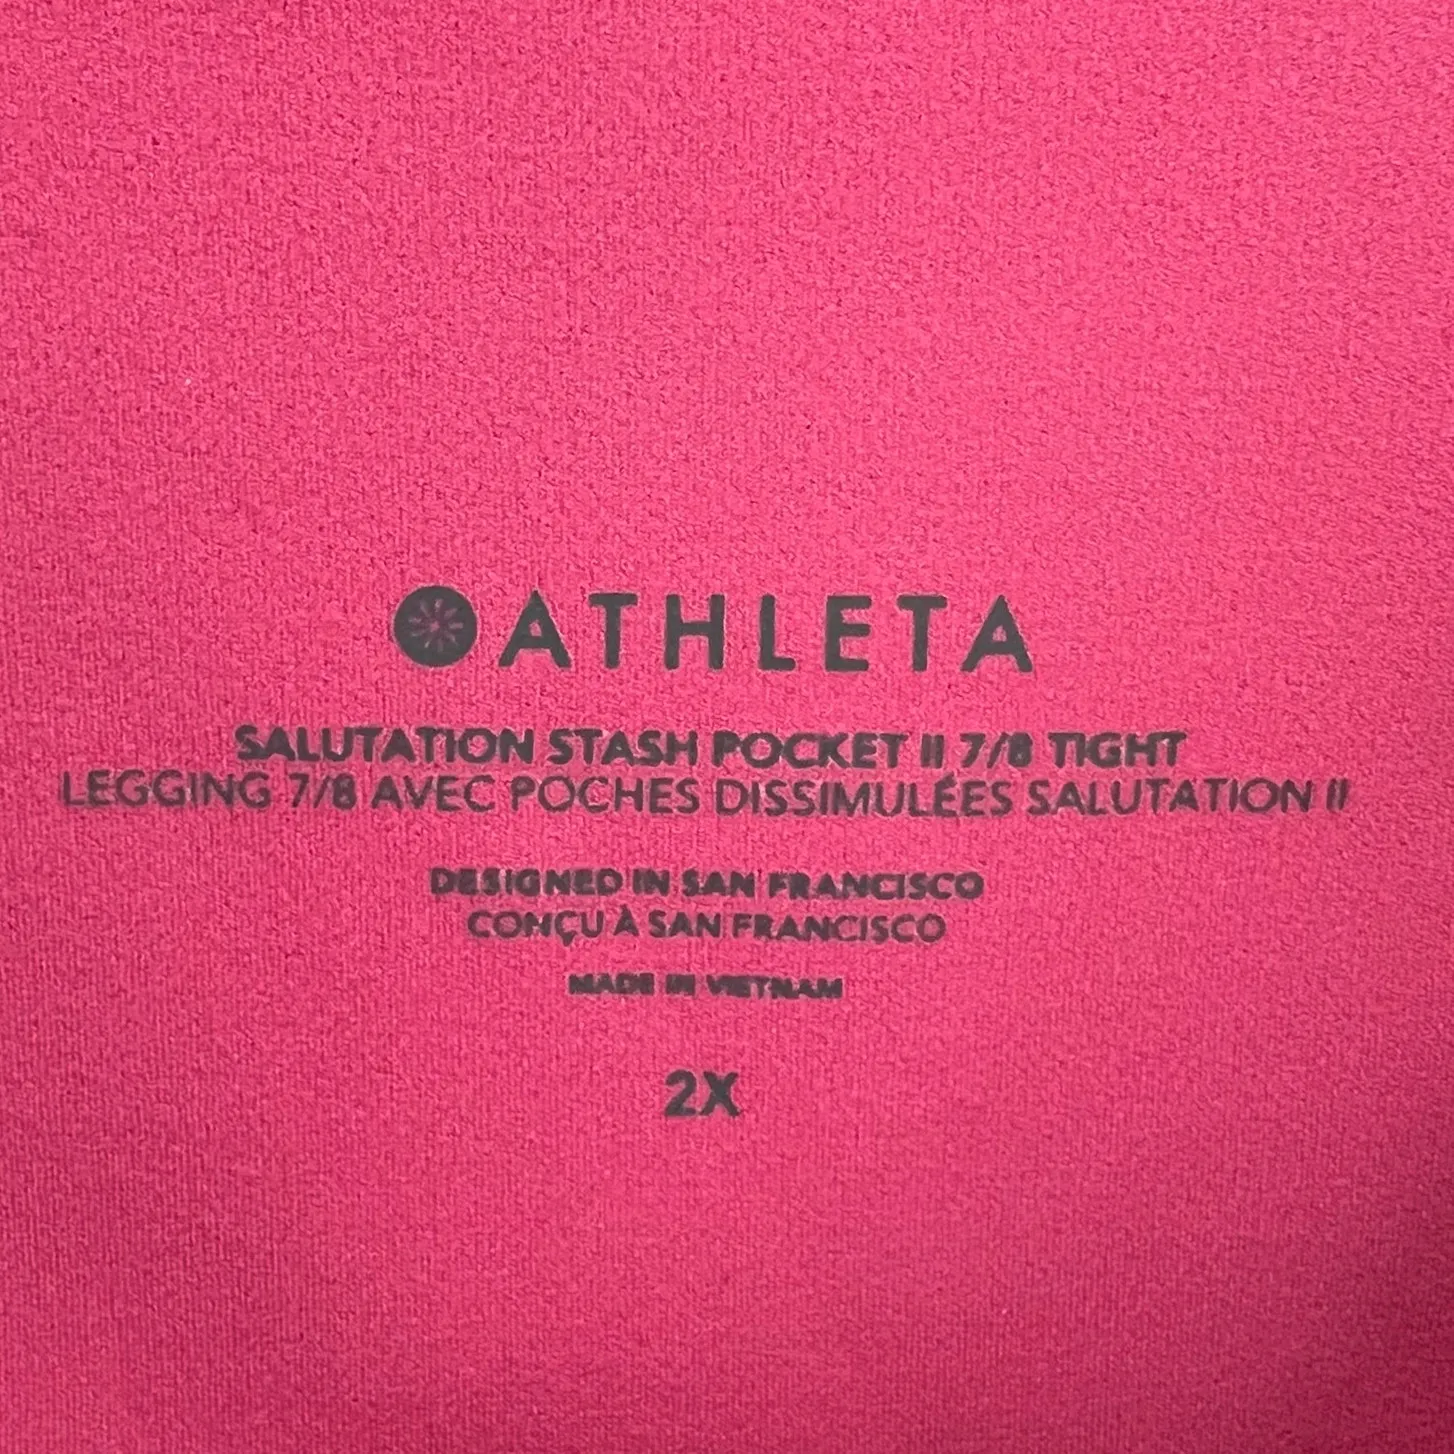 ATHLETA
SALUTATION STASH POCKET II 7/8 TIGHT
LEGGING 7/8 AVEC POCHES DISSIMULÉES SALUTATION II
DESIGNED IN SAN FRANCISCO
CONÇU À SAN FRANCISCO
MADE IN VIETNAM
2X